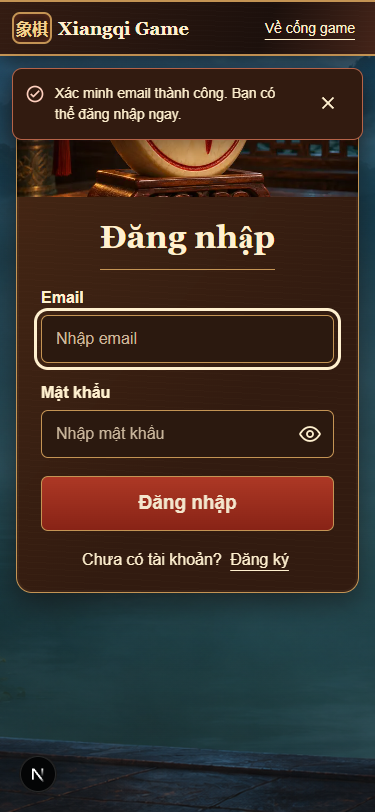 象棋 Xiangqi Game
Về cổng game
Xác minh email thành công. Bạn có
thể đăng nhập ngay.
Đăng nhập
Email
Nhập email
Mật khẩu
Nhập mật khẩu
Đăng nhập
Chưa có tài khoản? Đăng ký
N